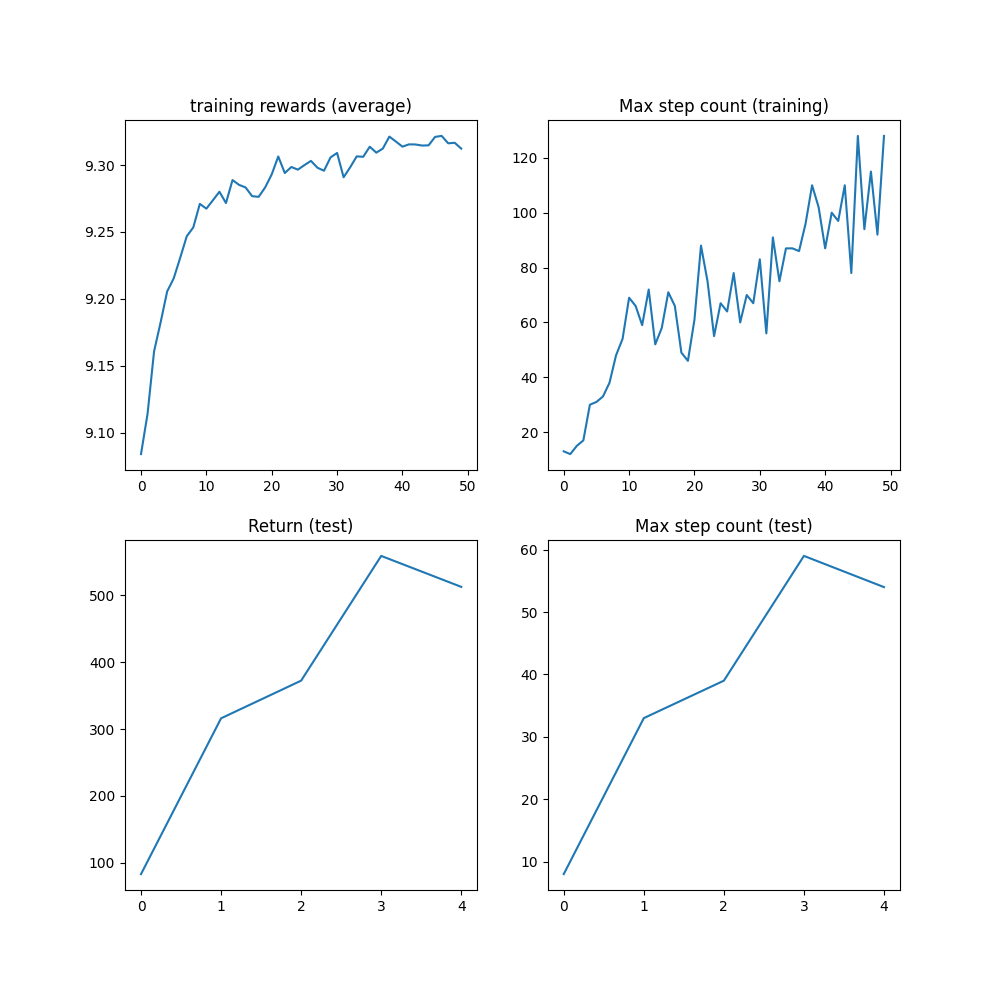 training rewards (average)
9.30
9.25
9.20
9.15
9.10
0 10 20 30 40 50
Max step count (training)
120
100
80
60
40
20
0 10 20 30 40 50
Return (test)
500
400
300
200
100
0 1 2 3 4
Max step count (test)
60
50
40
30
20
10
0 1 2 3 4